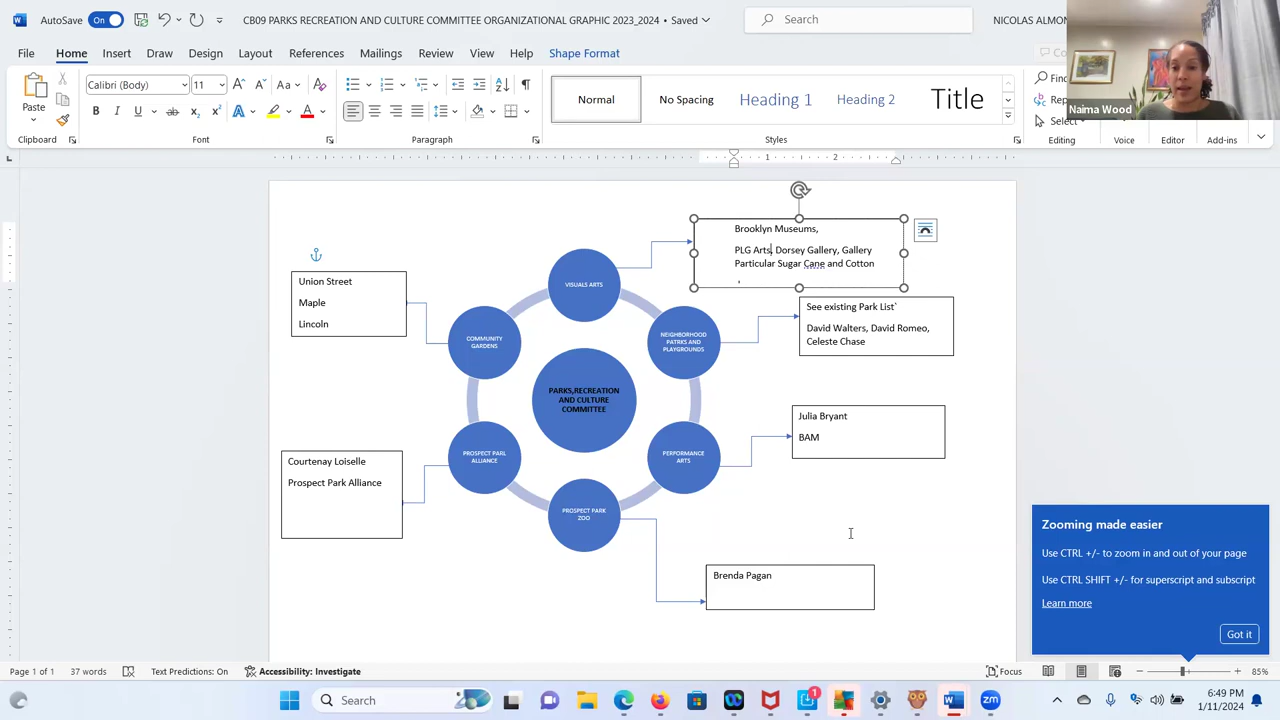 AutoSave On
CB09 PARKS RECREATION AND CULTURE COMMITTEE ORGANIZATIONAL GRAPHIC 2023_2024 • Saved
Search
NICOLAS ALMON
File Home Insert Draw Design Layout References Mailings Review View Help Shape Format
Paste
Calibri (Body) 11
Normal
No Spacing
Heading 1
Heading 2
Title
Naima Wood
Select
Clipboard
Font
Paragraph
Styles
Editing
Voice
Editor
Add-ins
1 2
Brooklyn Museums,
PLG Arts, Dorsey Gallery, Gallery
Particular Sugar Cane and Cotton
,
Union Street
Maple
Lincoln
VISUALS ARTS
See existing Park List`
David Walters, David Romeo,
Celeste Chase
COMMUNITY
GARDENS
NEIGHBORHOOD
PATRKS AND
PLAYGROUNDS
PARKS,RECREATION
AND CULTURE
COMMITTEE
Julia Bryant
BAM
Courtenay Loiselle
Prospect Park Alliance
PROSPECT PARL
ALLIANCE
PERFORMANCE
ARTS
PROSPECT PARK
ZOO
Brenda Pagan
Zooming made easier
Use CTRL +/- to zoom in and out of your page
Use CTRL SHIFT +/- for superscript and subscript
Learn more
Got it
Page 1 of 1 37 words Text Predictions: On Accessibility: Investigate
Focus
85%
Search
1
6:49 PM
1/11/2024